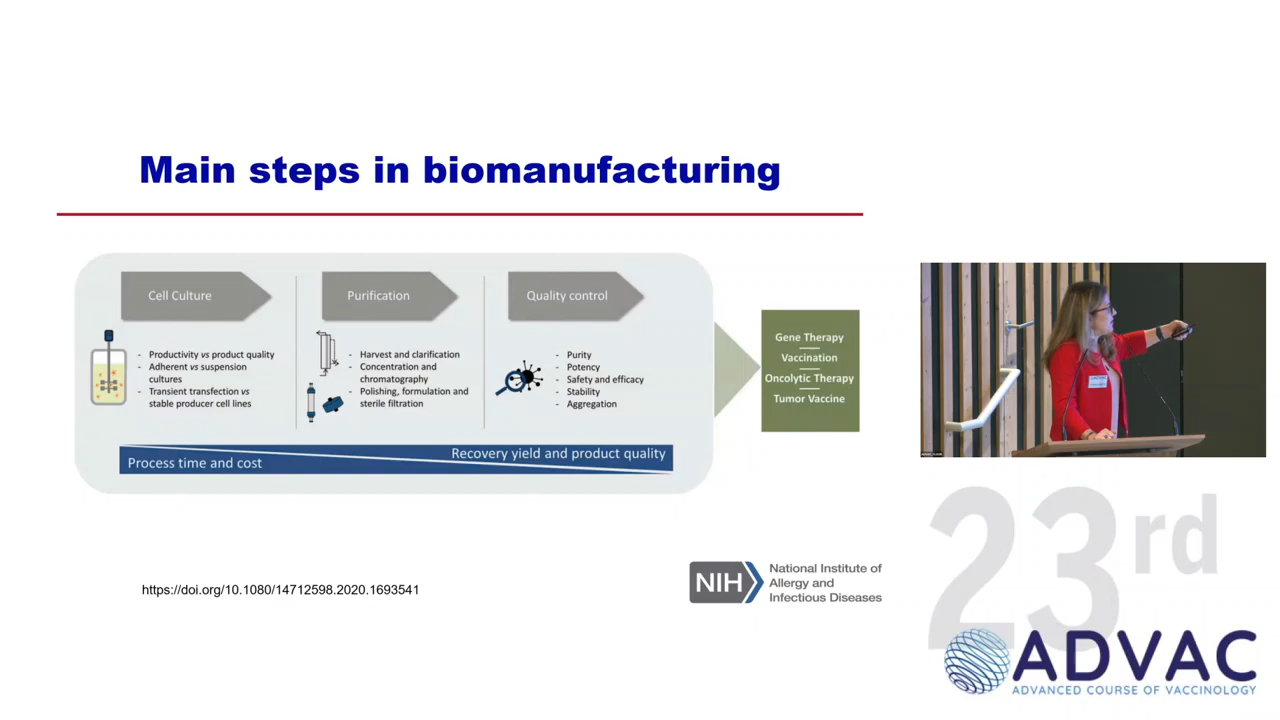 Main steps in biomanufacturing
Cell Culture
- Productivity vs product quality
- Adherent vs suspension
cultures
- Transient transfection vs
stable producer cell lines
Purification
- Harvest and clarification
- Concentration and
chromatography
- Polishing, formulation and
sterile filtration
Quality control
- Purity
- Potency
- Safety and efficacy
- Stability
- Aggregation
Process time and cost
Recovery yield and product quality
Gene Therapy
Vaccination
Oncolytic Therapy
Tumor Vaccine
https://doi.org/10.1080/14712598.2020.1693541
NIH
National Institute of
Allergy and
Infectious Diseases
23rd
ADVAC
ADVANCED COURSE OF VACCINOLOGY